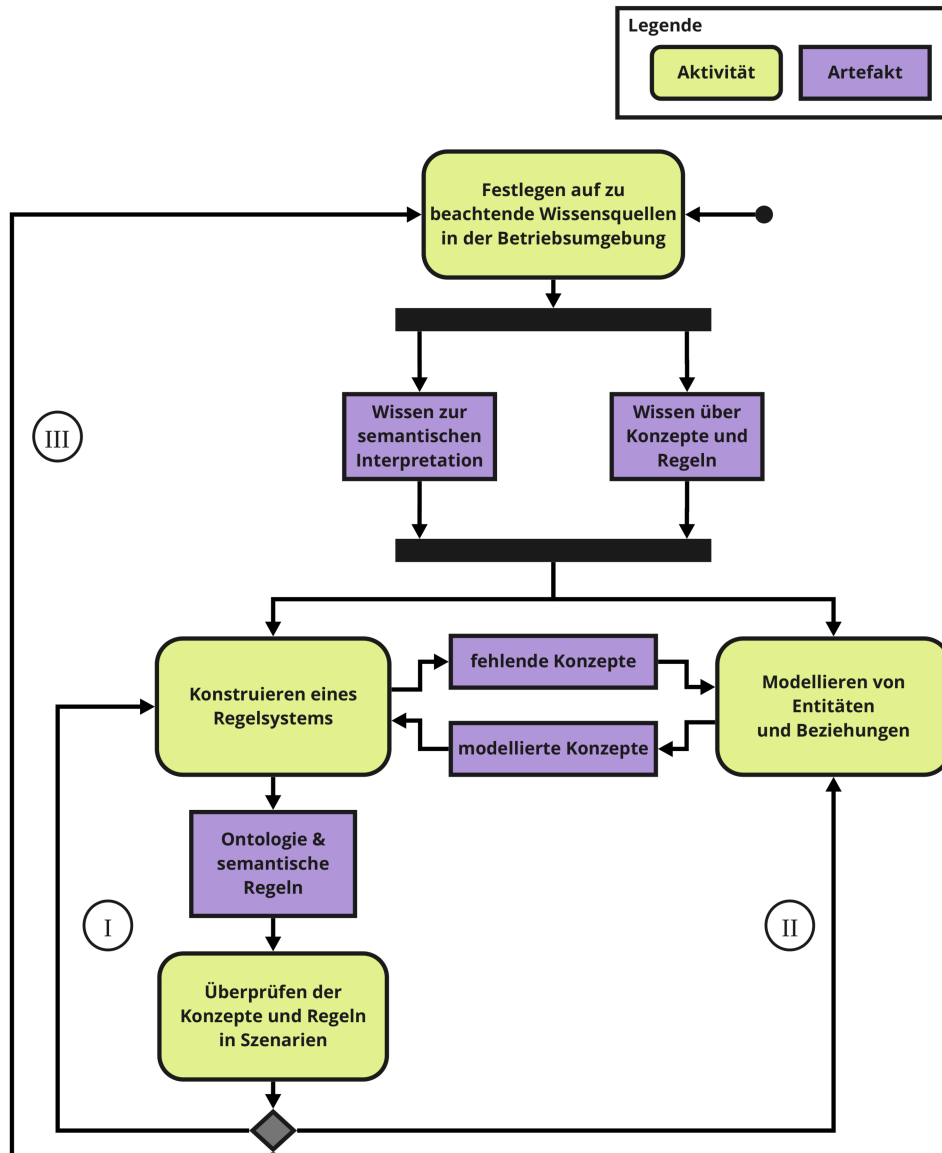 Legende
Aktivität
Artefakt
Festlegen auf zu
beachtende Wissensquellen
in der Betriebsumgebung
III
Wissen zur
semantischen
Interpretation
Wissen über
Konzepte und
Regeln
Konstruieren eines
Regelsystems
fehlende Konzepte
modellierte Konzepte
Modellieren von
Entitäten
und Beziehungen
Ontologie &
semantische
Regeln
I
II
Überprüfen der
Konzepte und Regeln
in Szenarien